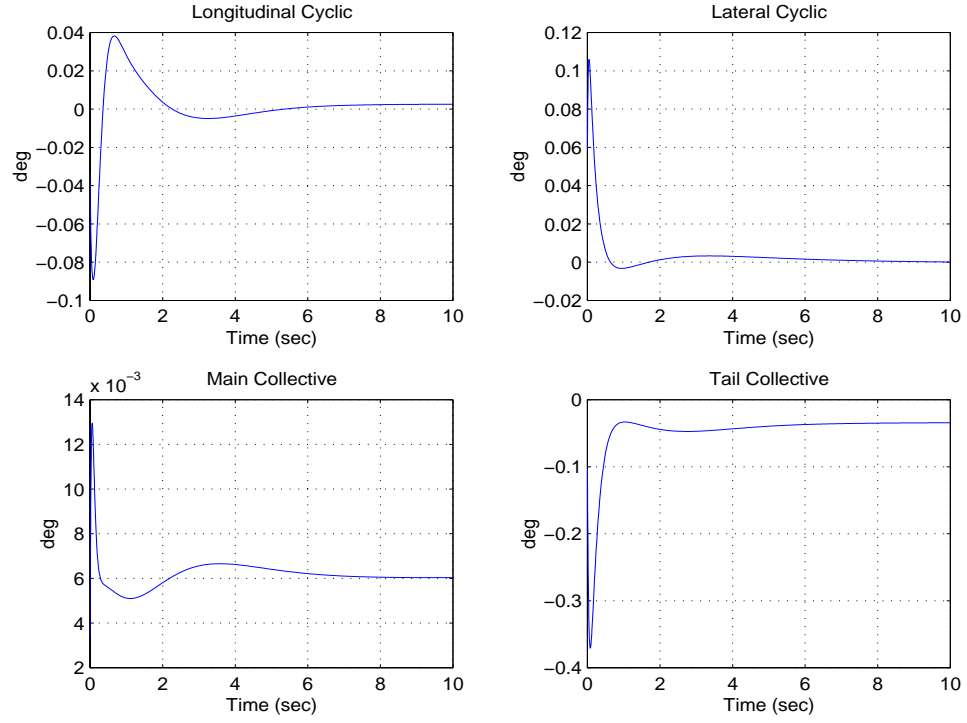 Longitudinal Cyclic
0.04
0.02
0
−0.02
−0.04
−0.06
−0.08
−0.1
deg
0 2 4 6 8 10
Time (sec)
Lateral Cyclic
0.12
0.1
0.08
0.06
0.04
0.02
0
−0.02
deg
0 2 4 6 8 10
Time (sec)
Main Collective
x 10⁻³
14
12
10
8
6
4
2
deg
0 2 4 6 8 10
Time (sec)
Tail Collective
0
−0.1
−0.2
−0.3
−0.4
deg
0 2 4 6 8 10
Time (sec)